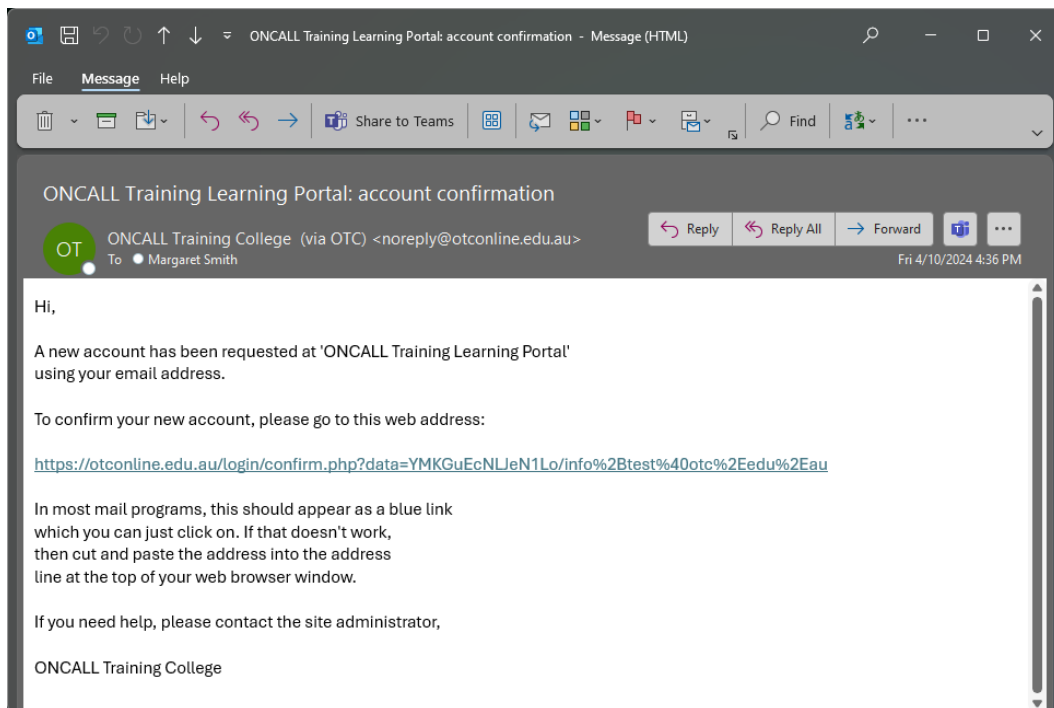 ONCALL Training Learning Portal: account confirmation - Message (HTML)
File Message Help
Share to Teams Find
ONCALL Training Learning Portal: account confirmation
OT
ONCALL Training College (via OTC) <noreply@otconline.edu.au>
To Margaret Smith
Reply Reply All Forward
Fri 4/10/2024 4:36 PM
Hi,
A new account has been requested at 'ONCALL Training Learning Portal'
using your email address.
To confirm your new account, please go to this web address:
https://otconline.edu.au/login/confirm.php?data=YMKGuEcNLJeN1Lo/info%2Btest%40otc%2Eedu%2Eau
In most mail programs, this should appear as a blue link
which you can just click on. If that doesn't work,
then cut and paste the address into the address
line at the top of your web browser window.
If you need help, please contact the site administrator,
ONCALL Training College